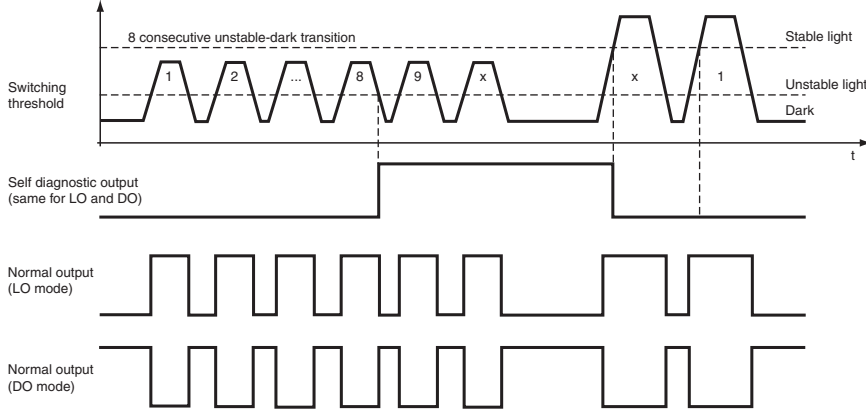 8 consecutive unstable-dark transition
Stable light
Switching
threshold
1
2
...
8
9
x
x
1
Unstable light
Dark
t
Self diagnostic output
(same for LO and DO)
Normal output
(LO mode)
Normal output
(DO mode)